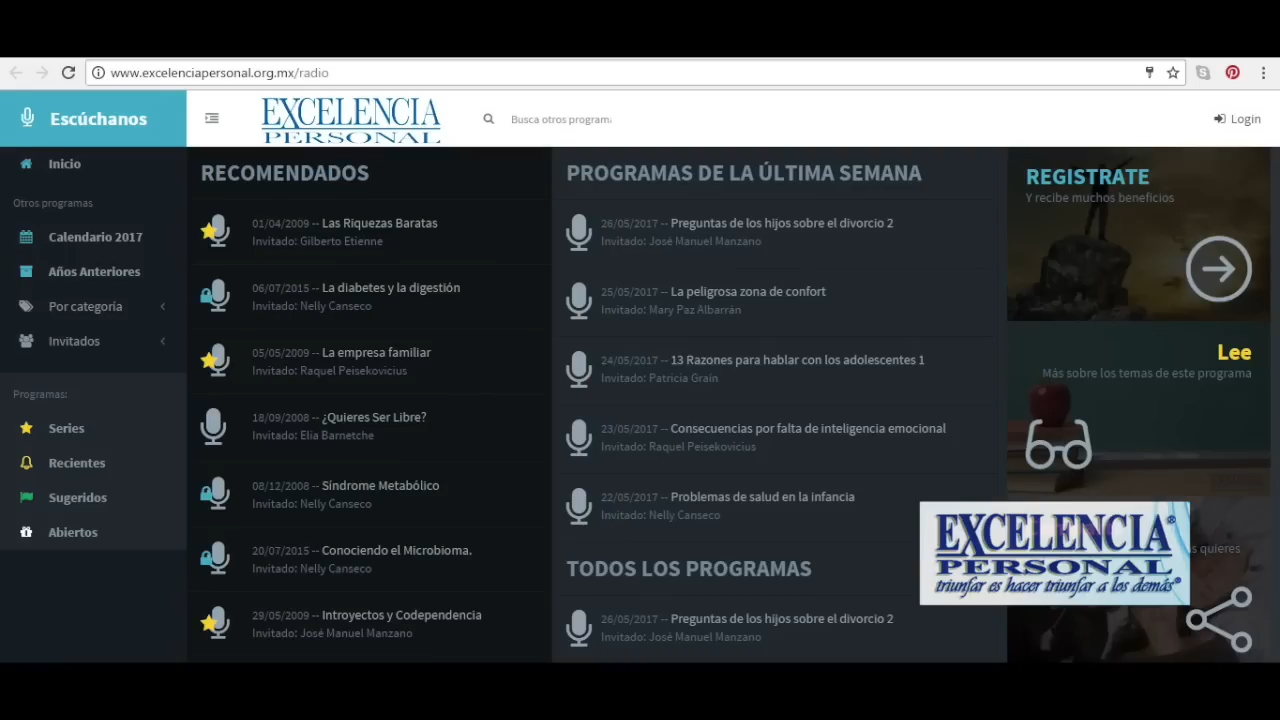 www.excelenciapersonal.org.mx/radio
Escúchanos
EXCELENCIA
PERSONAL
Busca otros programa
Login
Inicio
Otros programas
Calendario 2017
Años Anteriores
Por categoría
Invitados
Programas:
Series
Recientes
Sugeridos
Abiertos
RECOMENDADOS
01/04/2009 -- Las Riquezas Baratas
Invitado: Gilberto Etienne
06/07/2015 -- La diabetes y la digestión
Invitado: Nelly Canseco
05/05/2009 -- La empresa familiar
Invitado: Raquel Peisekovicius
18/09/2008 -- ¿Quieres Ser Libre?
Invitado: Elia Barnetche
08/12/2008 -- Síndrome Metabólico
Invitado: Nelly Canseco
20/07/2015 -- Conociendo el Microbioma.
Invitado: Nelly Canseco
29/05/2009 -- Introyectos y Codependencia
Invitado: José Manuel Manzano
PROGRAMAS DE LA ÚLTIMA SEMANA
26/05/2017 -- Preguntas de los hijos sobre el divorcio 2
Invitado: José Manuel Manzano
25/05/2017 -- La peligrosa zona de confort
Invitado: Mary Paz Albarrán
24/05/2017 -- 13 Razones para hablar con los adolescentes 1
Invitado: Patricia Grain
23/05/2017 -- Consecuencias por falta de inteligencia emocional
Invitado: Raquel Peisekovicius
22/05/2017 -- Problemas de salud en la infancia
Invitado: Nelly Canseco
TODOS LOS PROGRAMAS
26/05/2017 -- Preguntas de los hijos sobre el divorcio 2
Invitado: José Manuel Manzano
REGISTRATE
Y recibe muchos beneficios
Lee
Más sobre los temas de este programa
s quieres
EXCELENCIA®
PERSONAL
triunfar es hacer triunfar a los demás®